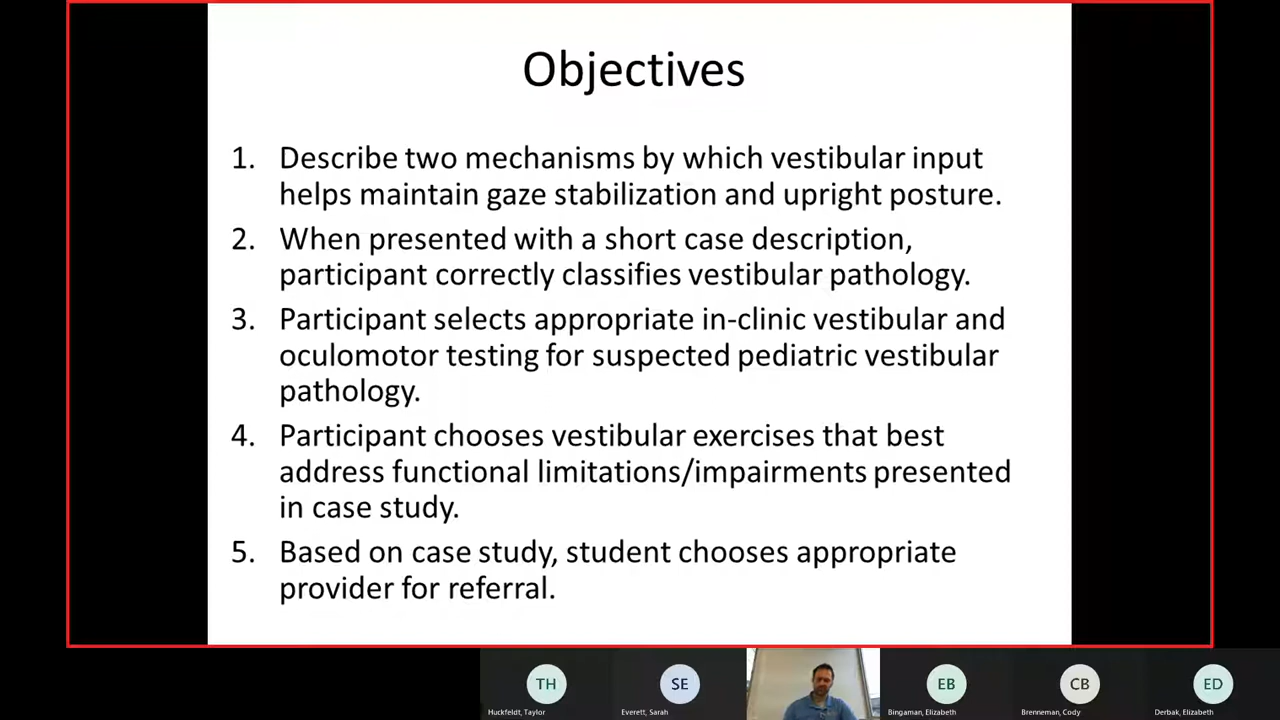 Objectives
1. Describe two mechanisms by which vestibular input
helps maintain gaze stabilization and upright posture.
2. When presented with a short case description,
participant correctly classifies vestibular pathology.
3. Participant selects appropriate in-clinic vestibular and
oculomotor testing for suspected pediatric vestibular
pathology.
4. Participant chooses vestibular exercises that best
address functional limitations/impairments presented
in case study.
5. Based on case study, student chooses appropriate
provider for referral.
TH SE EB CB ED
Huckfeldt, Taylor Everett, Sarah Bingaman, Elizabeth Brenneman, Cody Derbak, Elizabeth